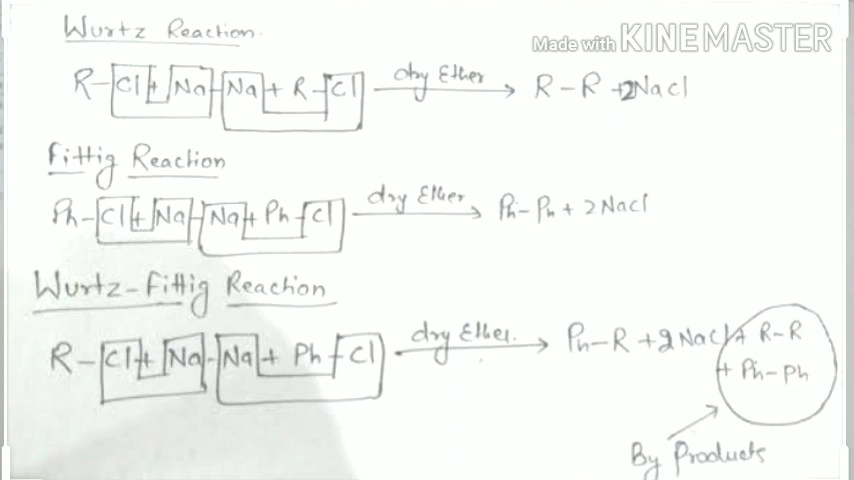 Wurtz Reaction.
Made with KINEMASTER
R-Cl + Na-Na + R-Cl dry Ether → R-R + 2NaCl
Fittig Reaction
Ph-Cl + Na-Na + Ph-Cl dry Ether → Ph-Ph + 2NaCl
Wurtz-Fittig Reaction
R-Cl + Na-Na + Ph-Cl dry Ether. → Ph-R + 2NaCl + R-R
+ Ph-Ph
By Products